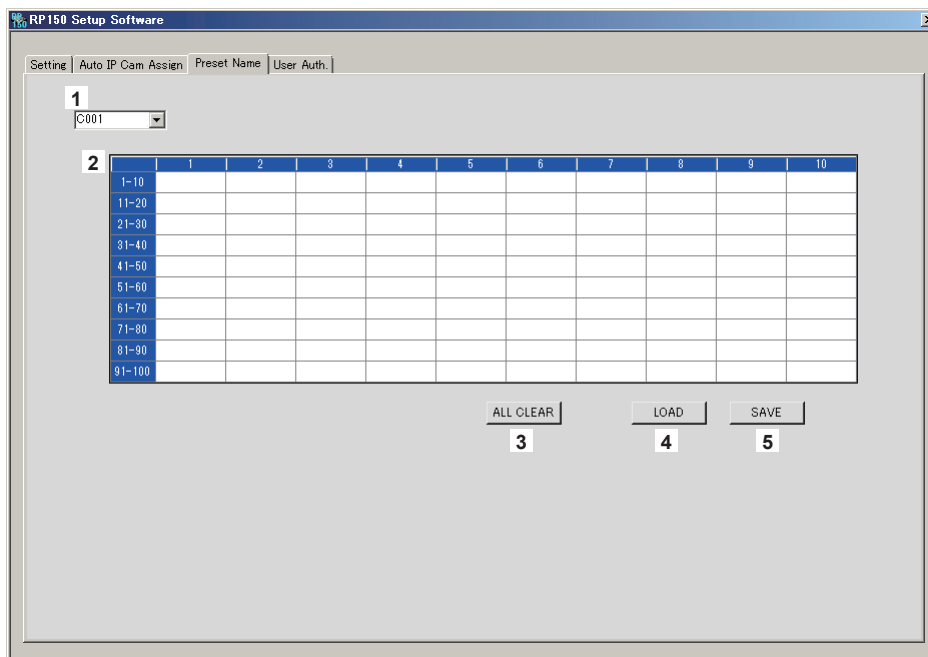 RP150 Setup Software
Setting Auto IP Cam Assign Preset Name User Auth.
1
C001
2
1 2 3 4 5 6 7 8 9 10
1-10
11-20
21-30
31-40
41-50
51-60
61-70
71-80
81-90
91-100
ALL CLEAR LOAD SAVE
3 4 5